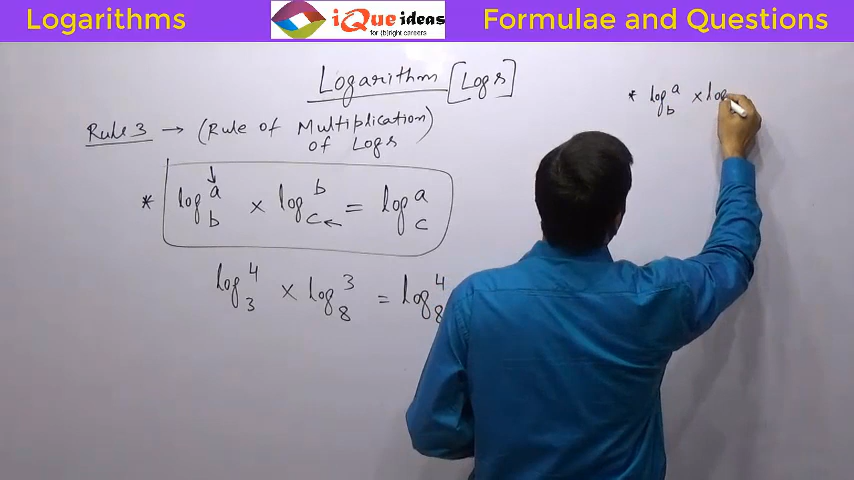 Logarithms
iQue ideas
for (b)right careers
Formulae and Questions
Logarithm [Logs]
Rule 3 → (Rule of Multiplication
of Logs)
* log_b^a × log_c^b = log_c^a
log_3^4 × log_8^3 = log_8^4
* log_b^a × log